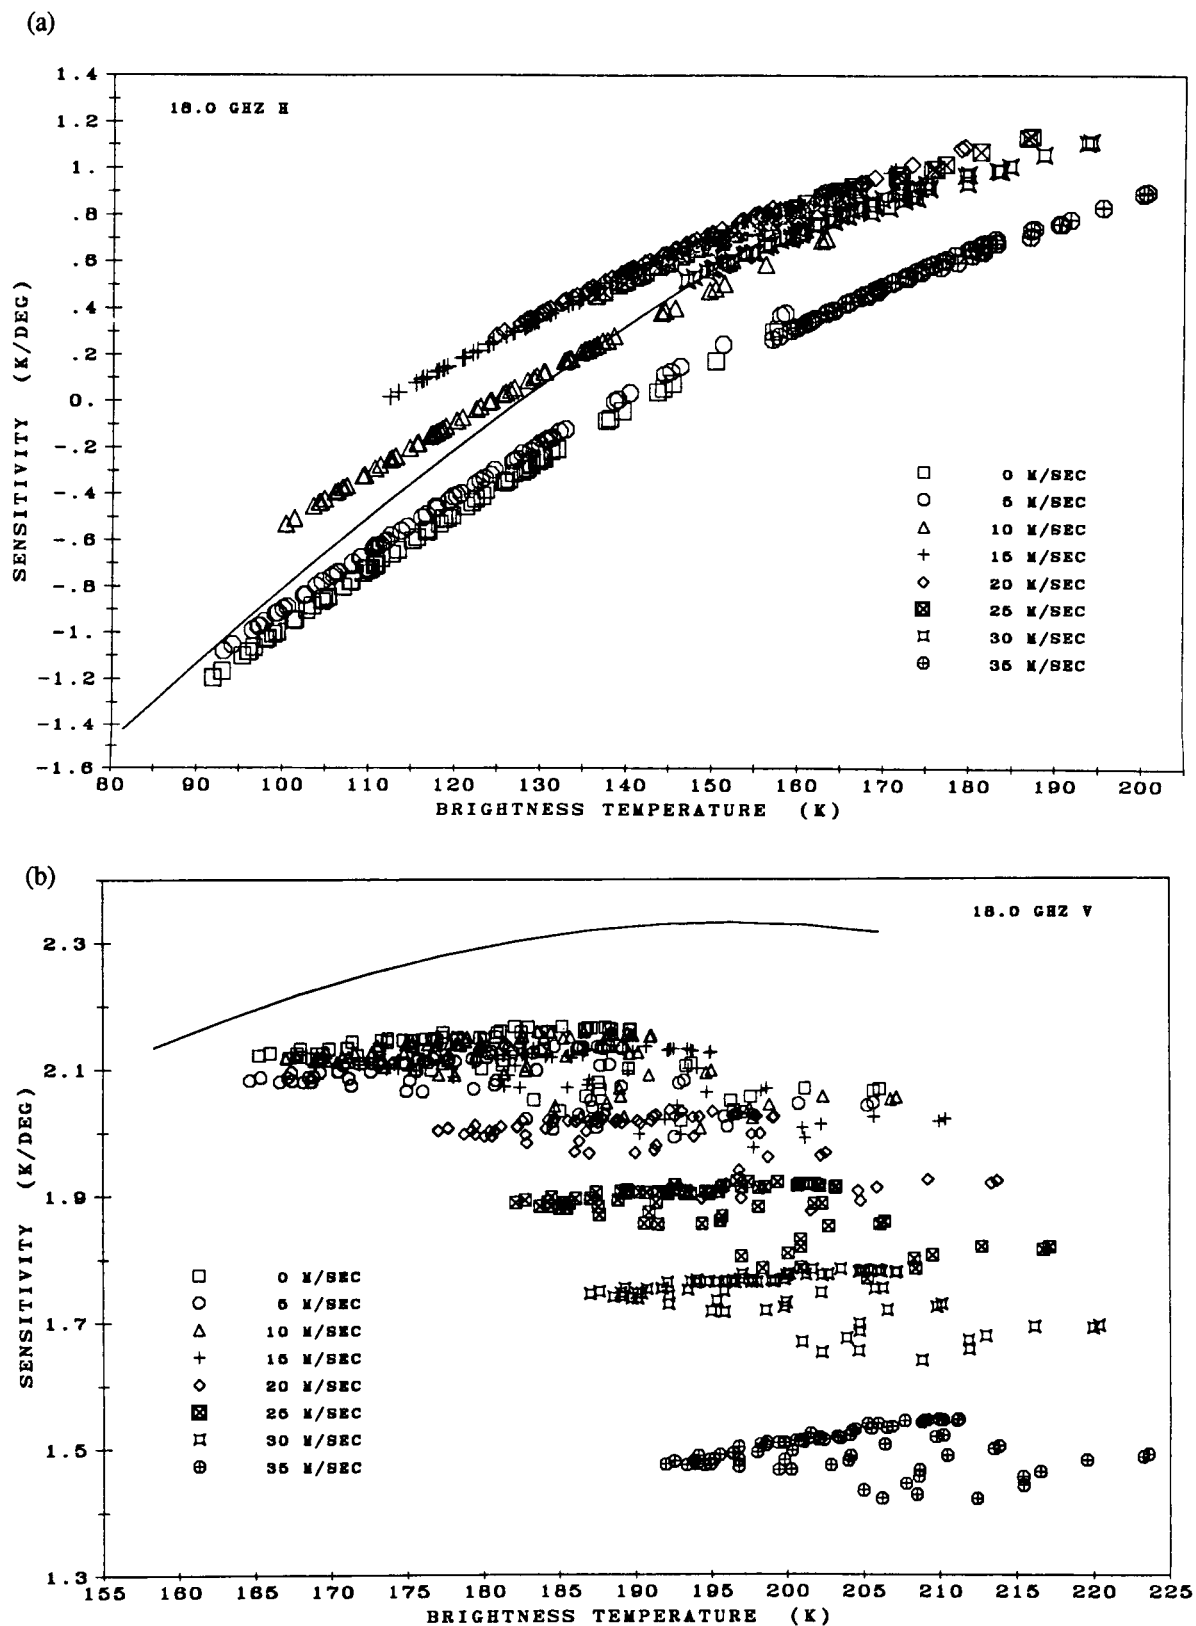 (a)
1.4
18.0 GHZ H
1.2
1.
.8
.6
.4
.2
0.
-.2
-.4
-.6
-.8
-1.
-1.2
-1.4
-1.6
SENSITIVITY (K/DEG)
0 M/SEC
5 M/SEC
10 M/SEC
15 M/SEC
20 M/SEC
25 M/SEC
30 M/SEC
35 M/SEC
80 90 100 110 120 130 140 150 160 170 180 190 200
BRIGHTNESS TEMPERATURE (K)
(b)
18.0 GHZ V
2.3
2.1
1.9
1.7
1.5
1.3
SENSITIVITY (K/DEG)
0 M/SEC
5 M/SEC
10 M/SEC
15 M/SEC
20 M/SEC
25 M/SEC
30 M/SEC
35 M/SEC
155 160 165 170 175 180 185 190 195 200 205 210 215 220 225
BRIGHTNESS TEMPERATURE (K)